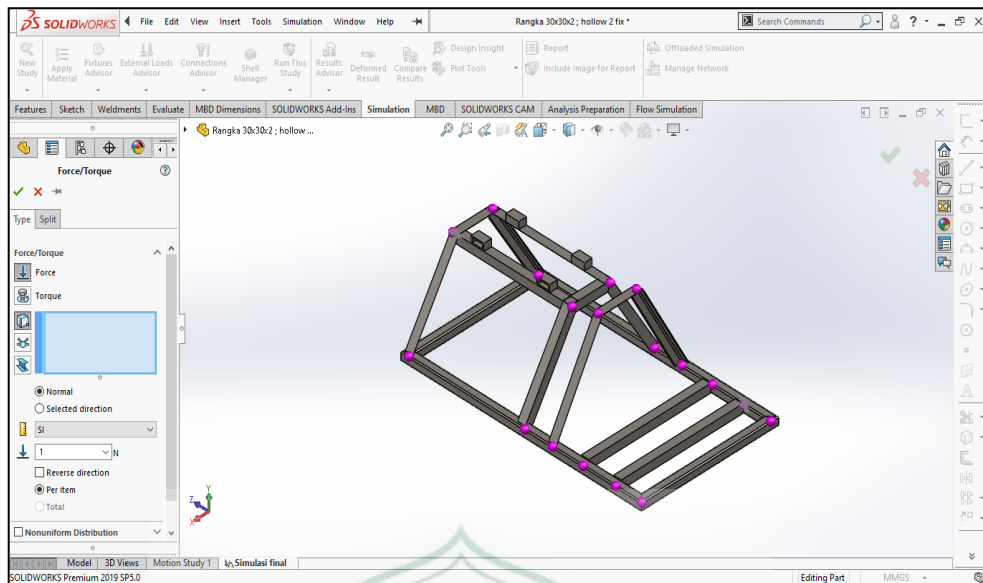 SOLIDWORKS File Edit View Insert Tools Simulation Window Help Rangka 30x30x2 ; hollow 2 fix * Search Commands ?
New Study
Apply Material
Fixtures Advisor
External Loads Advisor
Connections Advisor
Shell Manager
Run This Study
Results Advisor
Deformed Result
Compare Results
Design Insight
Plot Tools
Report
Include Image for Report
Offloaded Simulation
Manage Network
Features Sketch Weldments Evaluate MBD Dimensions SOLIDWORKS Add-Ins Simulation MBD SOLIDWORKS CAM Analysis Preparation Flow Simulation
Rangka 30x30x2 ; hollow ...
Force/Torque
Type Split
Force/Torque
Force
Torque
Normal
Selected direction
SI
1 N
Reverse direction
Per item
Total
Nonuniform Distribution
Y
Z
X
Model 3D Views Motion Study 1 Simulasi final
SOLIDWORKS Premium 2019 SP5.0 Editing Part MMGS